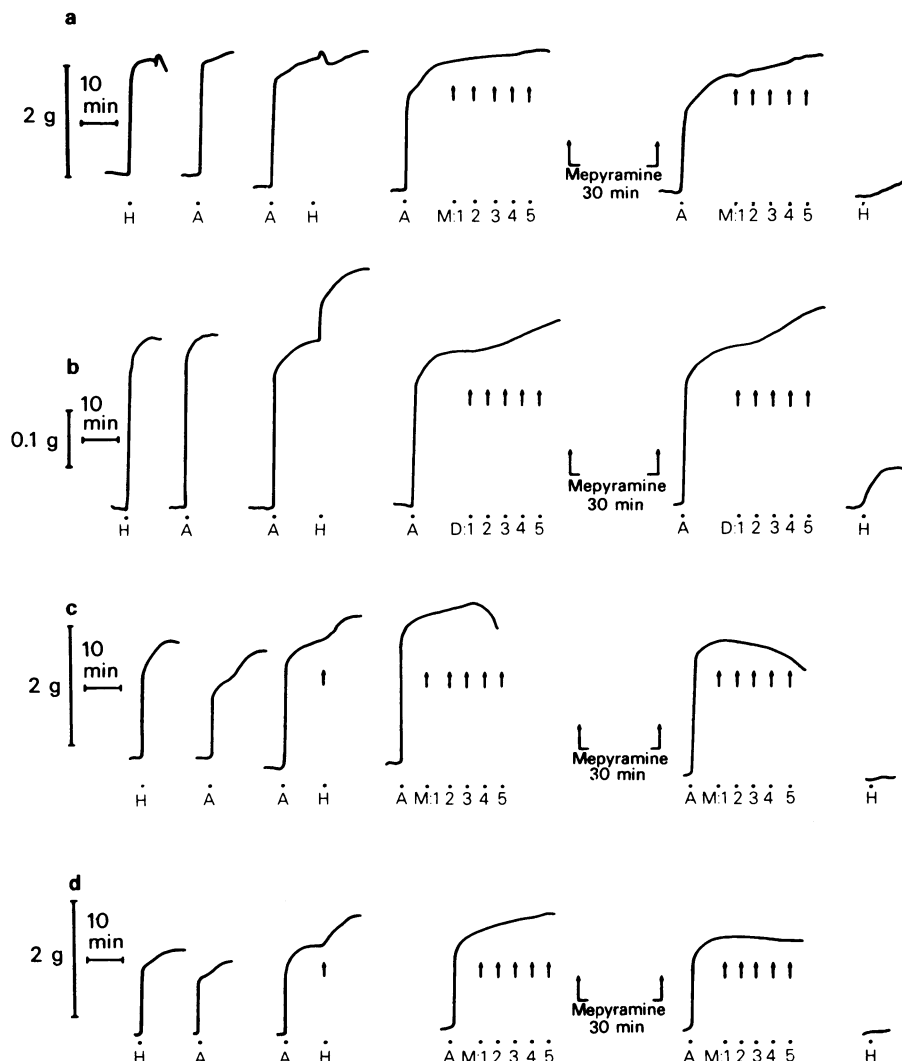 a
10
min
2 g
Mepyramine
30 min
H A A H A M:1 2 3 4 5 A M:1 2 3 4 5 H
b
10
min
0.1 g
Mepyramine
30 min
H A A H A D:1 2 3 4 5 A D:1 2 3 4 5 H
c
10
min
2 g
Mepyramine
30 min
H A A H A M:1 2 3 4 5 A M:1 2 3 4 5 H
d
10
min
2 g
Mepyramine
30 min
H A A H A M:1 2 3 4 5 A M:1 2 3 4 5 H